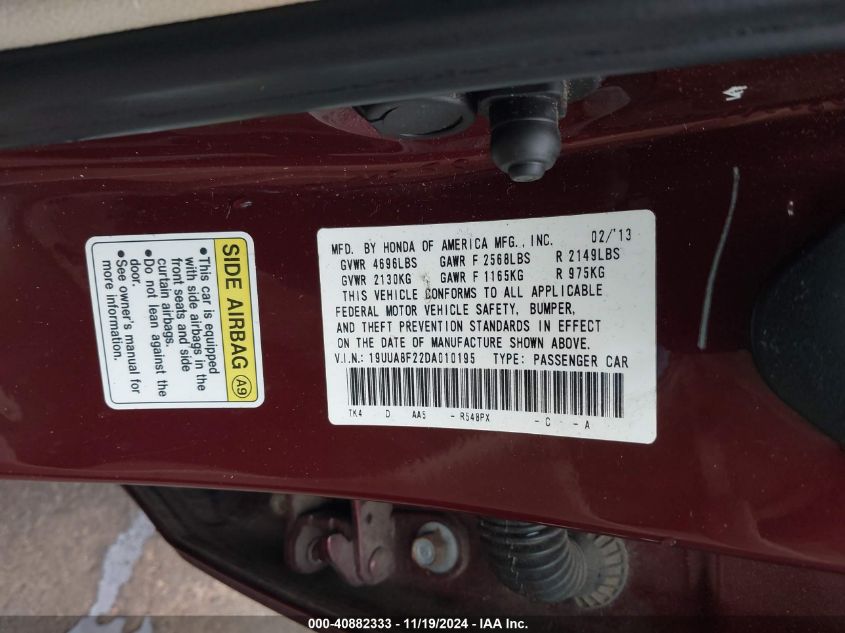 SIDE AIRBAG A9
• This car is equipped
with side airbags in the
front seats and side
curtain airbags.
• Do not lean against the
door.
• See owner's manual for
more information.
MFD. BY HONDA OF AMERICA MFG., INC. 02/'13
GVWR 4696LBS GAWR F 2568LBS R 2149LBS
GVWR 2130KG GAWR F 1165KG R 975KG
THIS VEHICLE CONFORMS TO ALL APPLICABLE
FEDERAL MOTOR VEHICLE SAFETY, BUMPER,
AND THEFT PREVENTION STANDARDS IN EFFECT
ON THE DATE OF MANUFACTURE SHOWN ABOVE.
V.I.N.: 19UUA8F22DA010195 TYPE: PASSENGER CAR
TK4 D AA5 - R548PX - C - A
000-40882333 - 11/19/2024 - IAA Inc.